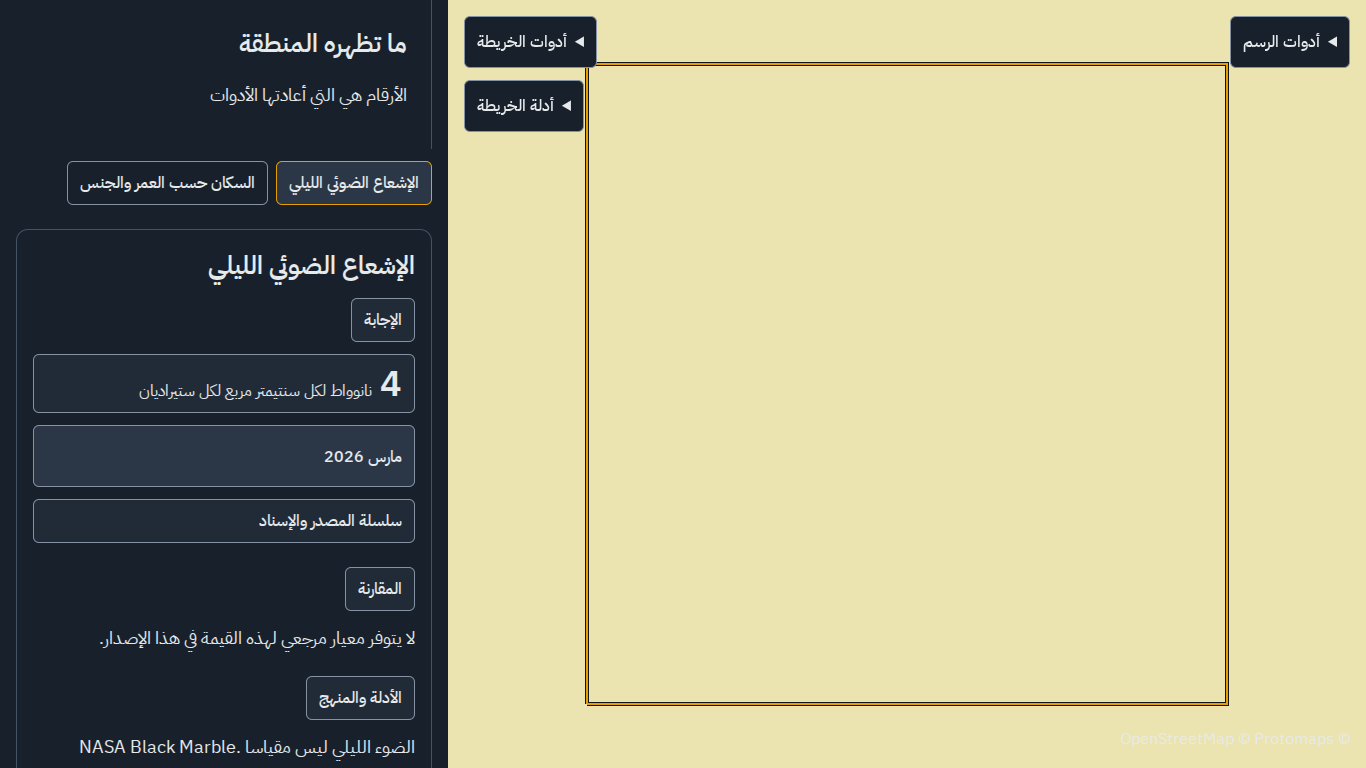 ما تظهره المنطقة
الأرقام هي التي أعادتها الأدوات
الإشعاع الضوئي الليلي
السكان حسب العمر والجنس
الإشعاع الضوئي الليلي
الإجابة
4 نانوواط لكل سنتيمتر مربع لكل ستيراديان
مارس 2026
سلسلة المصدر والإسناد
المقارنة
لا يتوفر معيار مرجعي لهذه القيمة في هذا الإصدار.
الأدلة والمنهج
الضوء الليلي ليس مقياسا .NASA Black Marble
أدوات الرسم
أدوات الخريطة
أدلة الخريطة
OpenStreetMap © Protomaps ©